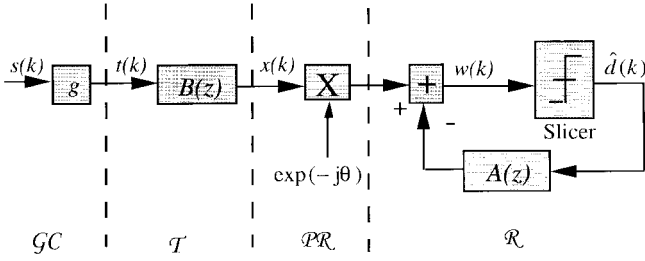 s(k)
g
t(k)
B(z)
x(k)
X
exp(−jθ)
+
+
-
w(k)
d̂(k)
Slicer
A(z)
GC
T
PR
R